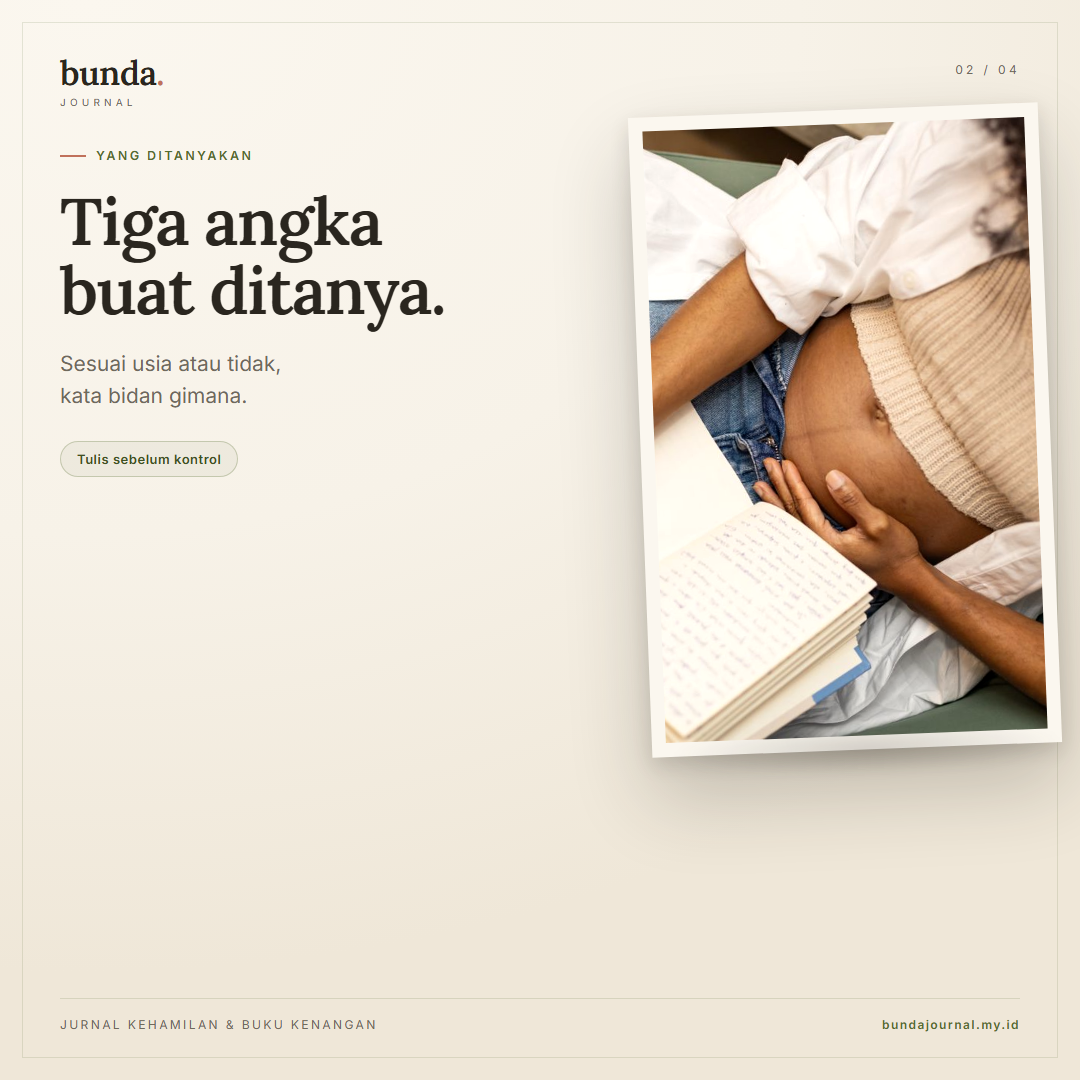 bunda.
JOURNAL
02 / 04
YANG DITANYAKAN
Tiga angka
buat ditanya.
Sesuai usia atau tidak,
kata bidan gimana.
Tulis sebelum kontrol
JURNAL KEHAMILAN & BUKU KENANGAN
bundajournal.my.id